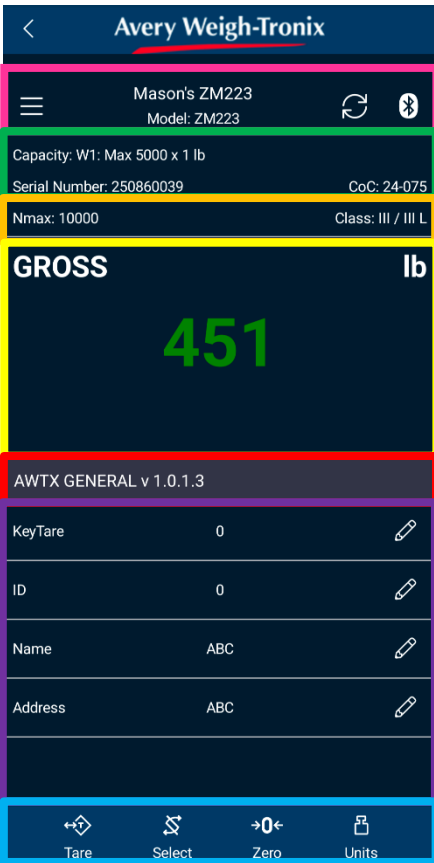 Avery Weigh-Tronix
Mason's ZM223
Model: ZM223
Capacity: W1: Max 5000 x 1 lb
Serial Number: 250860039 CoC: 24-075
Nmax: 10000 Class: III / III L
GROSS lb
451
AWTX GENERAL v 1.0.1.3
KeyTare 0
ID 0
Name ABC
Address ABC
T →0←
Tare Select Zero Units